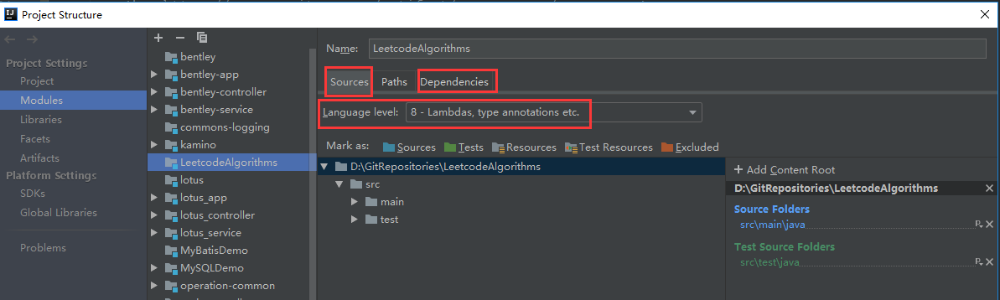 Project Structure
Project Settings
Project
Modules
Libraries
Facets
Artifacts
Platform Settings
SDKs
Global Libraries
Problems
bentley
bentley-app
bentley-controller
bentley-service
commons-logging
kamino
LeetcodeAlgorithms
lotus
lotus_app
lotus_controller
lotus_service
MyBatisDemo
MySQLDemo
operation-common
Name: LeetcodeAlgorithms
Sources Paths Dependencies
Language level: 8 - Lambdas, type annotations etc.
Mark as: Sources Tests Resources Test Resources Excluded
D:\GitRepositories\LeetcodeAlgorithms
src
main
test
+ Add Content Root
D:\GitRepositories\LeetcodeAlgorithms
Source Folders
src\main\java
Test Source Folders
src\test\java